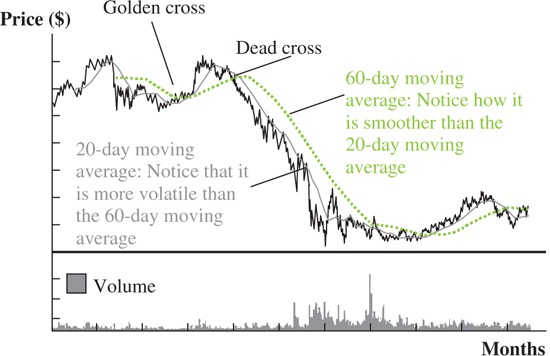 Golden cross
Price ($)
Dead cross
60-day moving
average: Notice how it
is smoother than the
20-day moving
average
20-day moving
average: Notice that it
is more volatile than
the 60-day moving
average
Volume
Months